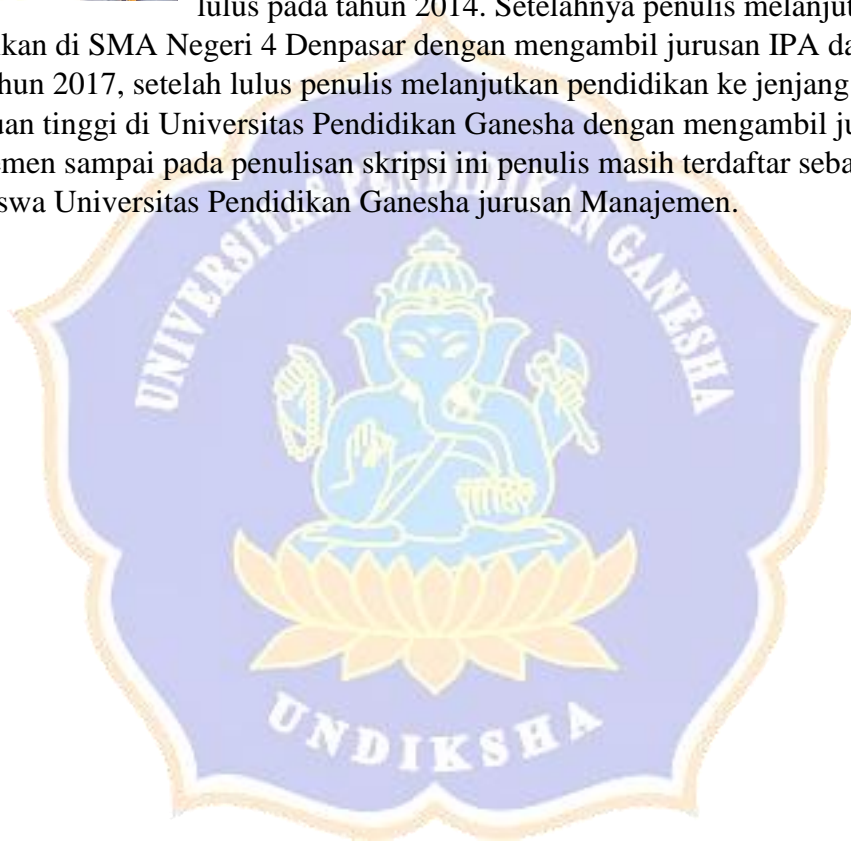 lulus pada tahun 2014. Setelahnya penulis melanjut
ikan di SMA Negeri 4 Denpasar dengan mengambil jurusan IPA da
hun 2017, setelah lulus penulis melanjutkan pendidikan ke jenjang
uan tinggi di Universitas Pendidikan Ganesha dengan mengambil ju
emen sampai pada penulisan skripsi ini penulis masih terdaftar seba
swa Universitas Pendidikan Ganesha jurusan Manajemen.
UNIVERSITAS PENDIDIKAN GANESHA
UNDIKSHA